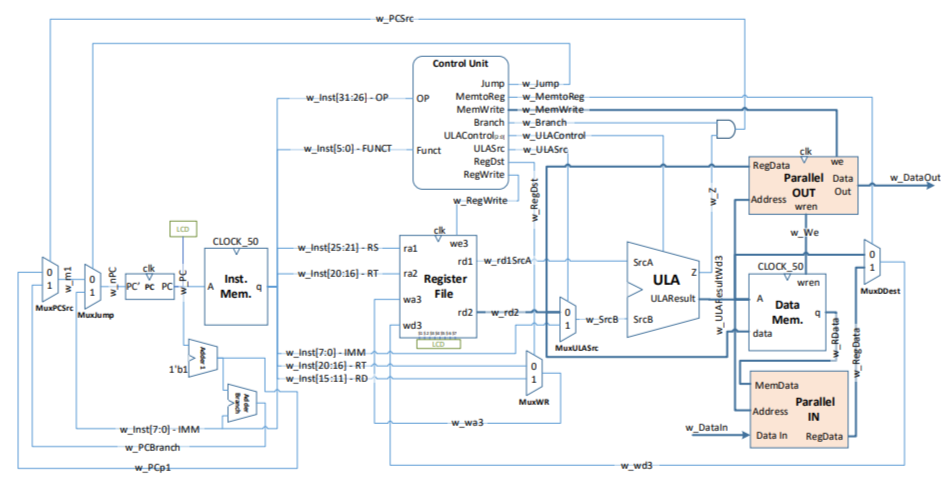 w_PCSrc
Control Unit
Jump
w_Jump
MemtoReg
w_MemtoReg
w_Inst[31:26] - OP
OP
MemWrite
w_MemWrite
Branch
w_Branch
ULAControl[2:0]
w_ULAControl
w_Inst[5:0] - FUNCT
Funct
ULASrc
w_ULASrc
RegDst
RegWrite
w_RegWrite
w_RegDst
w_Z
clk
we
RegData
Parallel
OUT
Data
Out
w_DataOut
Address
wren
w_We
LCD
CLOCK_50
Inst.
Mem.
A
q
0
1
MuxPCSrc
w_m1
0
1
MuxJump
w_nPC
clk
PC'
PC
PC
w_PC
w_Inst[25:21] - RS
w_Inst[20:16] - RT
clk
we3
ra1
rd1
w_rd1SrcA
ra2
Register
File
wa3
rd2
w_rd2
wd3
LCD
0
1
MuxULASrc
w_SrcB
SrcA
ULA
Z
ULAResult
SrcB
w_ULAResultWd3
CLOCK_50
wren
A
Data
Mem.
q
data
w_RData
0
1
MuxDDest
w_RegData
1'b1
Adder1
Adder
Branch
w_Inst[7:0] - IMM
w_Inst[20:16] - RT
w_Inst[15:11] - RD
0
1
MuxWR
w_wa3
MemData
Parallel
IN
Address
w_DataIn
Data In
RegData
w_Inst[7:0] - IMM
w_PCBranch
w_PCp1
w_wd3